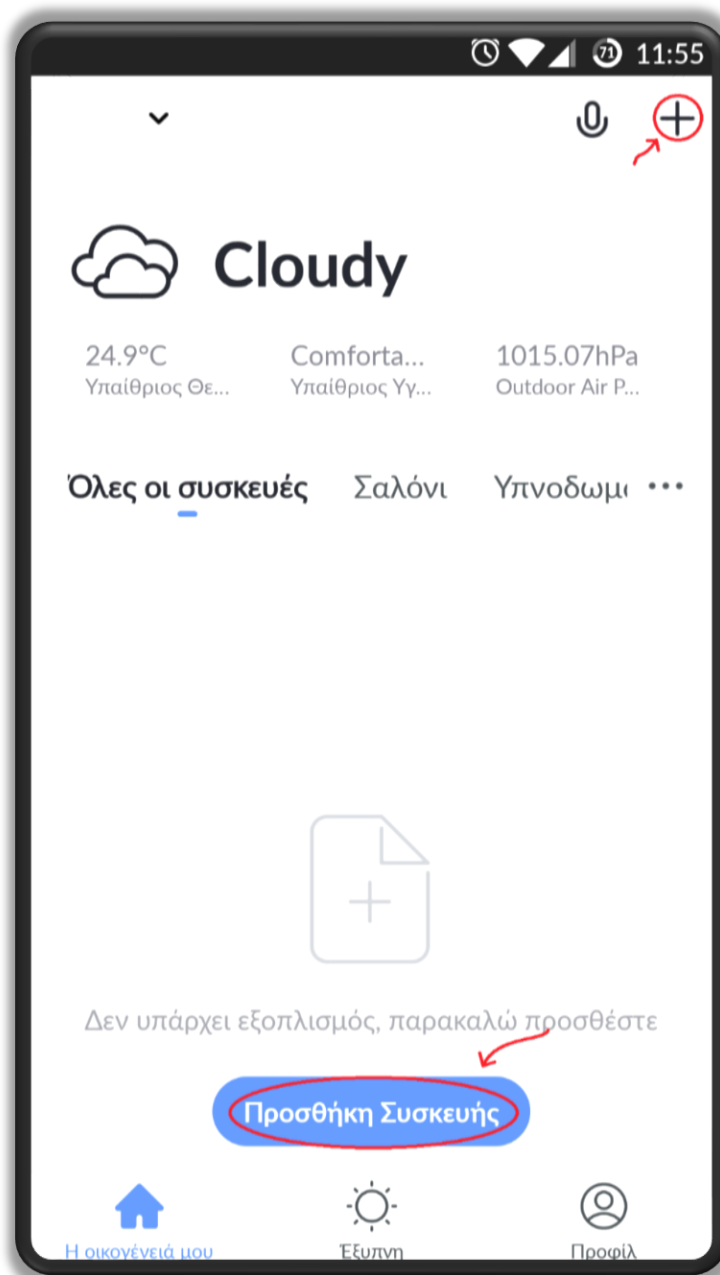 71 11:55
Cloudy
24.9°C Comforta... 1015.07hPa
Υπαίθριος Θε... Υπαίθριος Υγ... Outdoor Air P...
Όλες οι συσκευές Σαλόνι Υπνοδωμ ...
Δεν υπάρχει εξοπλισμός, παρακαλώ προσθέστε
Προσθήκη Συσκευής
Η οικογένειά μου Έξυπνη Προφίλ